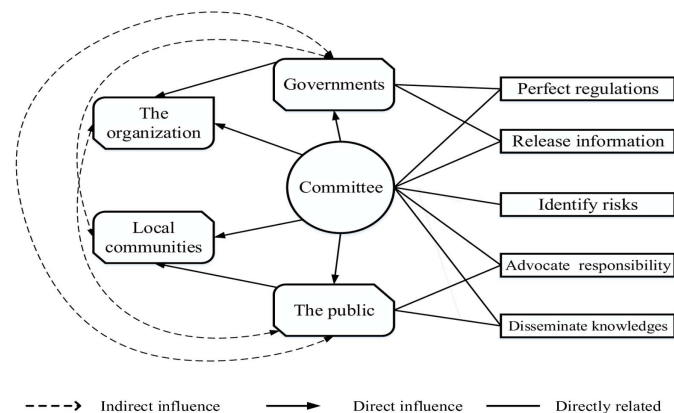 Governments
The
organization
Committee
Local
communities
The public
Perfect regulations
Release information
Identify risks
Advocate responsibility
Disseminate knowledges
Indirect influence
Direct influence
Directly related